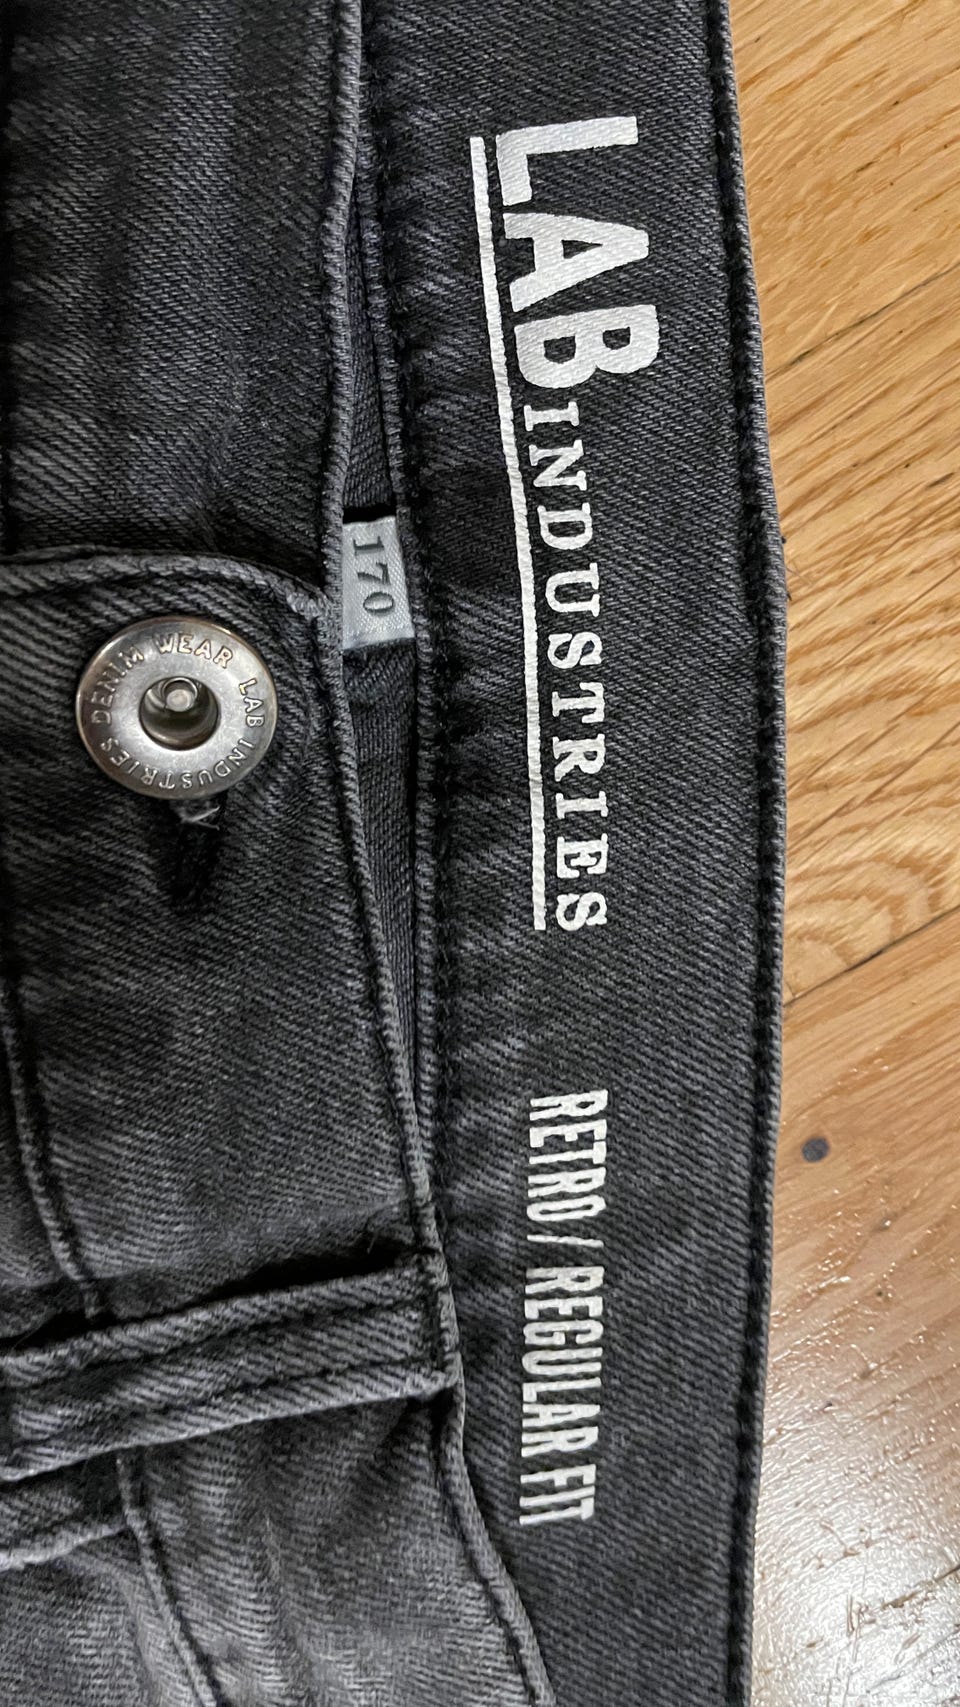 LAB INDUSTRIES
RETRO / REGULAR FIT
170
DENIM WEAR LAB INDUSTRIES